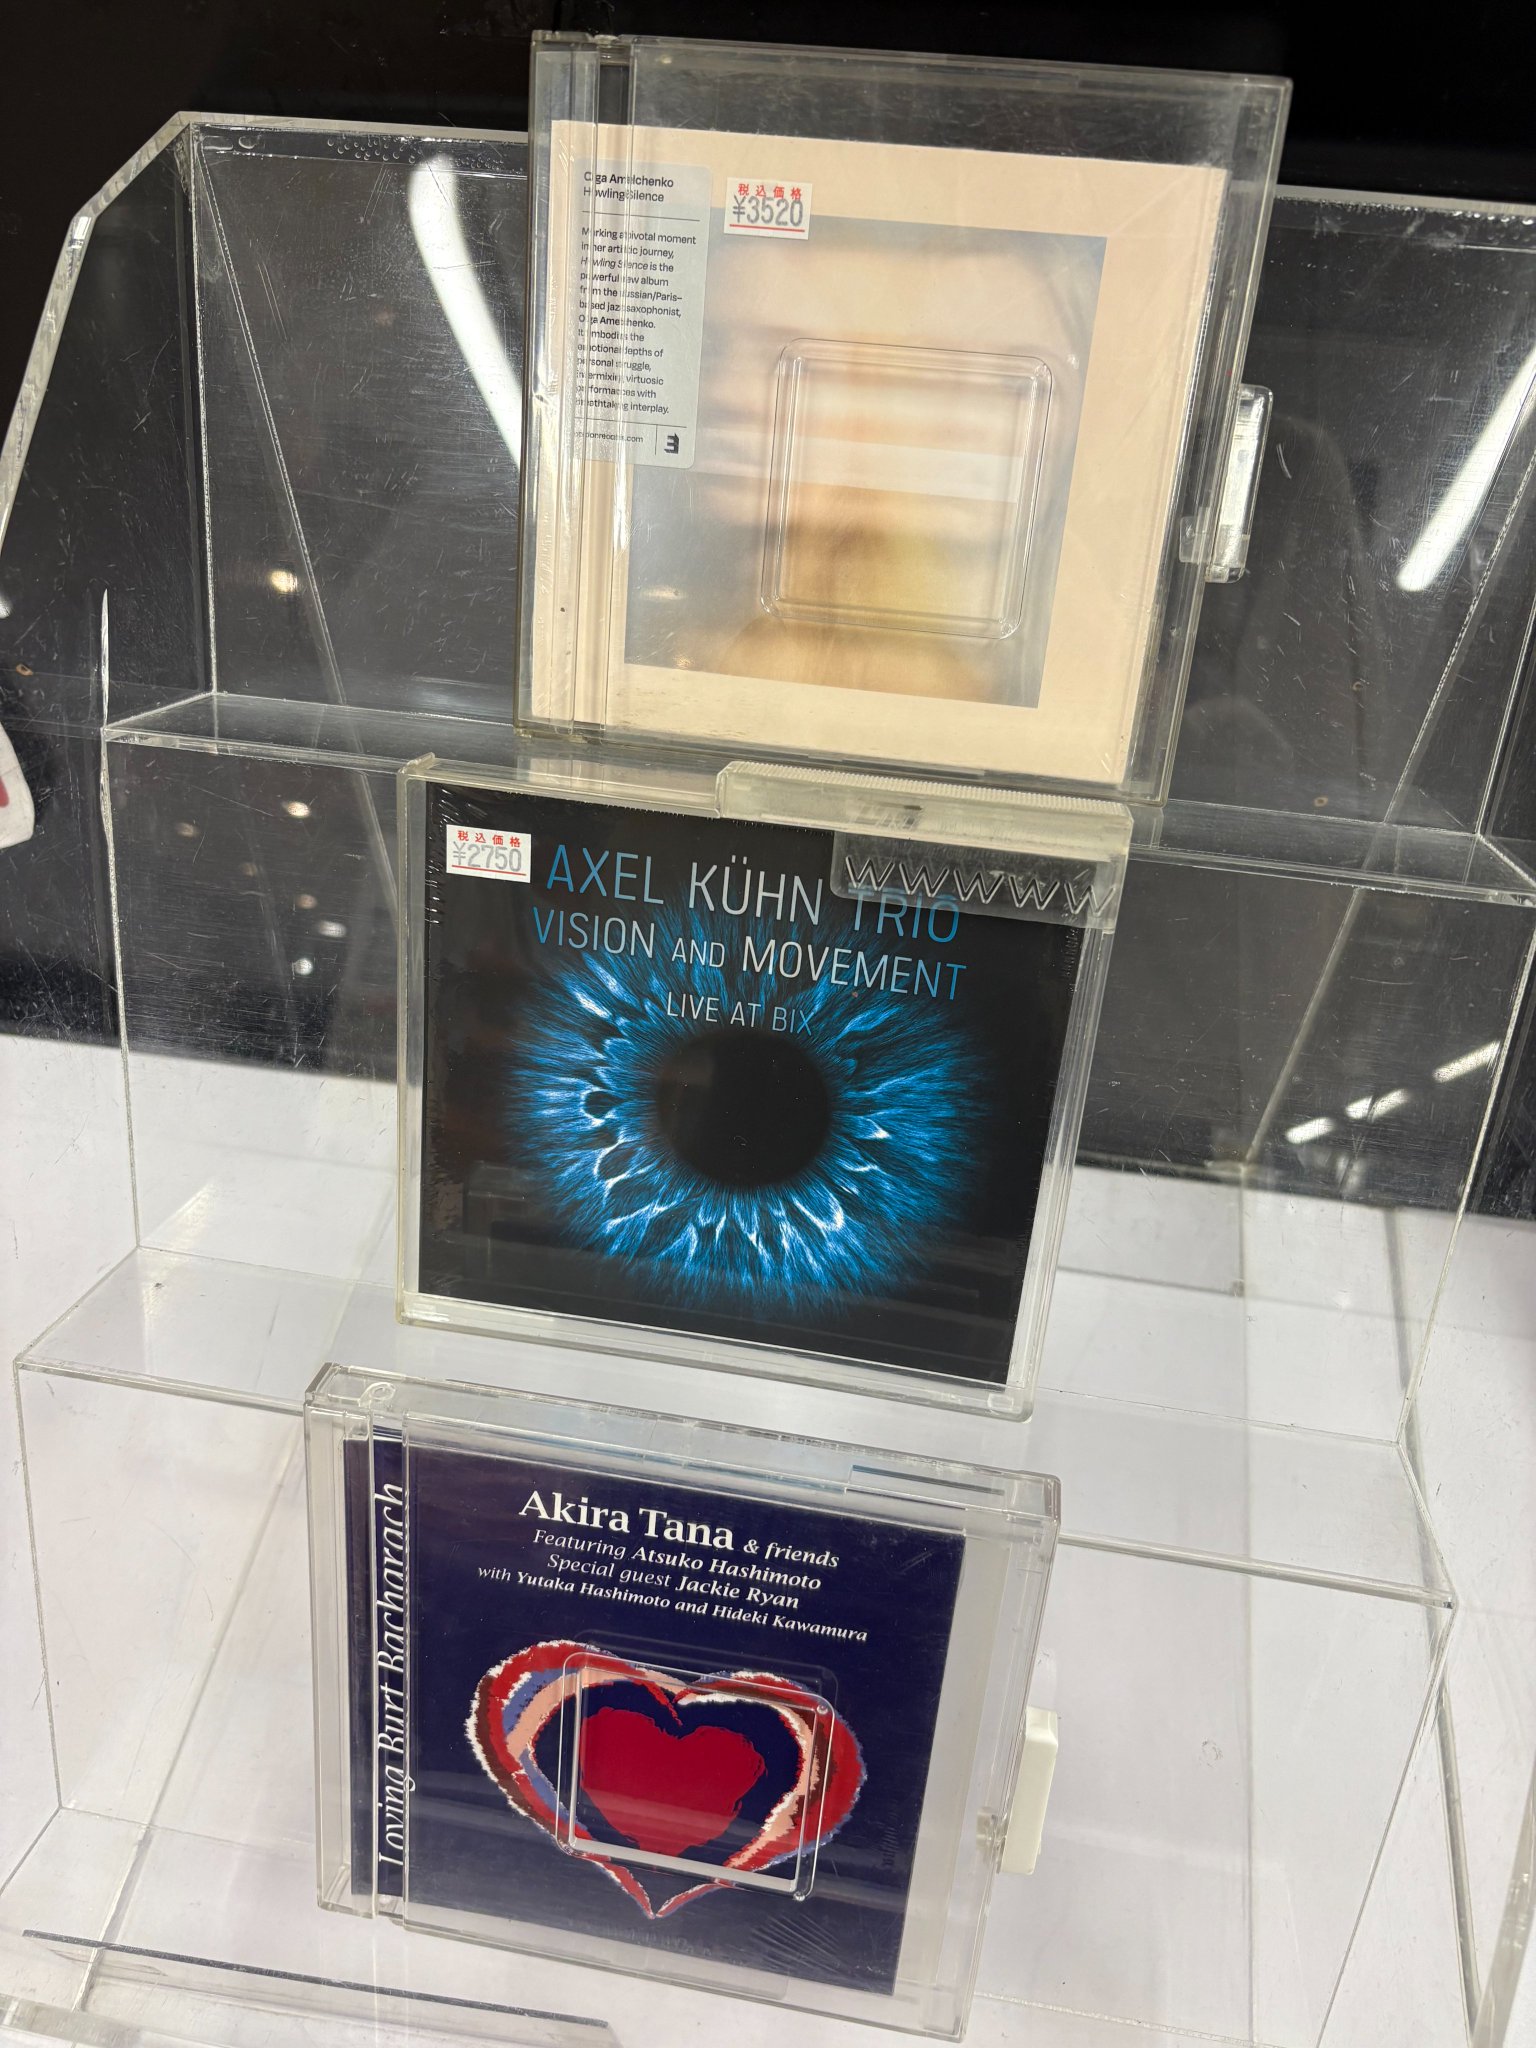 Olga Amelchenko
Howling Silence
Marking a pivotal moment
in her artistic journey,
Howling Silence is the
powerful new album
from the Russian/Paris–
based jazz saxophonist,
Olga Amelchenko.
It embodies the
emotional depths of
personal struggle,
intermixing virtuosic
performances with
breathtaking interplay.
税込価格
¥3520
税込価格
¥2750
AXEL KÜHN TRIO
VISION AND MOVEMENT
LIVE AT BIX
Loving Burt Bacharach
Akira Tana & friends
Featuring Atsuko Hashimoto
Special guest Jackie Ryan
with Yutaka Hashimoto and Hideki Kawamura